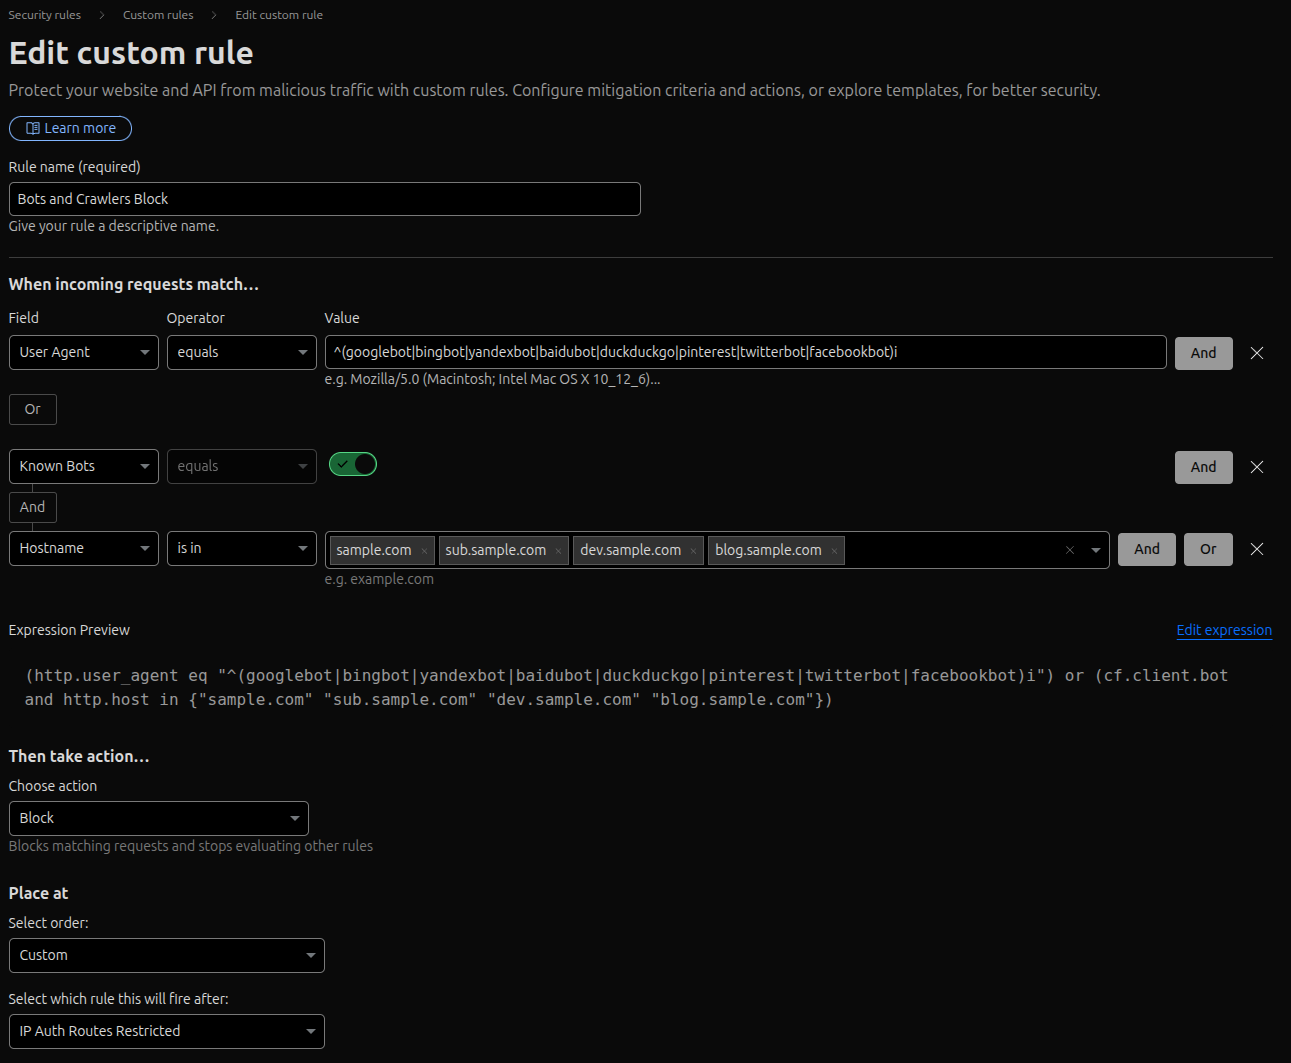 Security rules > Custom rules > Edit custom rule
Edit custom rule
Protect your website and API from malicious traffic with custom rules. Configure mitigation criteria and actions, or explore templates, for better security.
Learn more
Rule name (required)
Bots and Crawlers Block
Give your rule a descriptive name.
When incoming requests match...
Field Operator Value
User Agent equals ^(googlebot|bingbot|yandexbot|baidubot|duckduckgo|pinterest|twitterbot|facebookbot)i And
e.g. Mozilla/5.0 (Macintosh; Intel Mac OS X 10_12_6)...
Or
Known Bots equals And
And
Hostname is in sample.com × sub.sample.com × dev.sample.com × blog.sample.com × And Or
e.g. example.com
Expression Preview Edit expression
(http.user_agent eq "^(googlebot|bingbot|yandexbot|baidubot|duckduckgo|pinterest|twitterbot|facebookbot)i") or (cf.client.bot
and http.host in {"sample.com" "sub.sample.com" "dev.sample.com" "blog.sample.com"})
Then take action...
Choose action
Block
Blocks matching requests and stops evaluating other rules
Place at
Select order:
Custom
Select which rule this will fire after:
IP Auth Routes Restricted